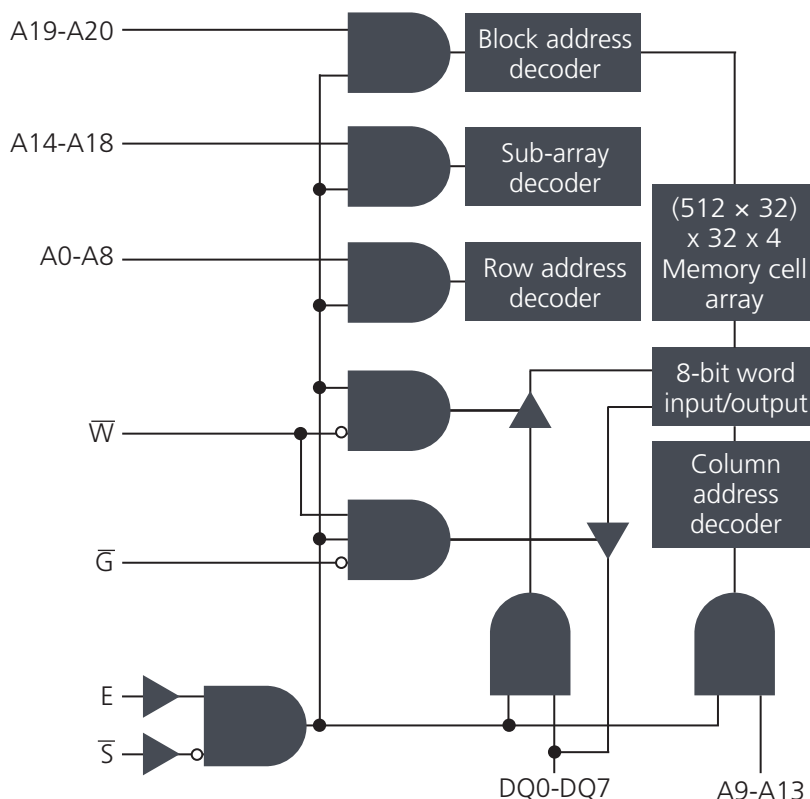 A19-A20
Block address
decoder
A14-A18
Sub-array
decoder
(512 × 32)
x 32 x 4
Memory cell
array
A0-A8
Row address
decoder
8-bit word
input/output
W̅
Column
address
decoder
G̅
E
S̅
DQ0-DQ7
A9-A13